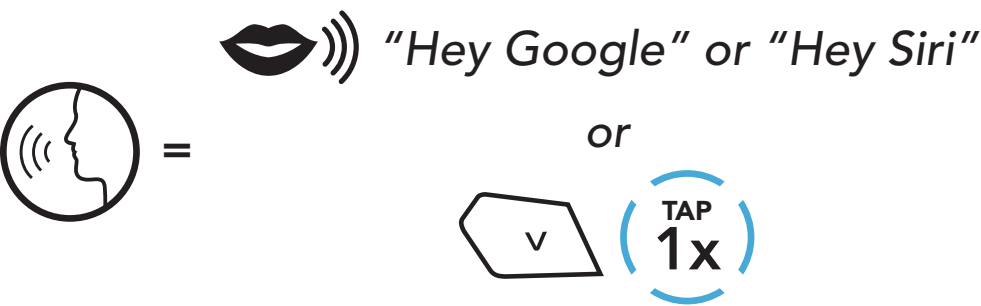 “Hey Google” or “Hey Siri”
=
or
v
TAP
1x